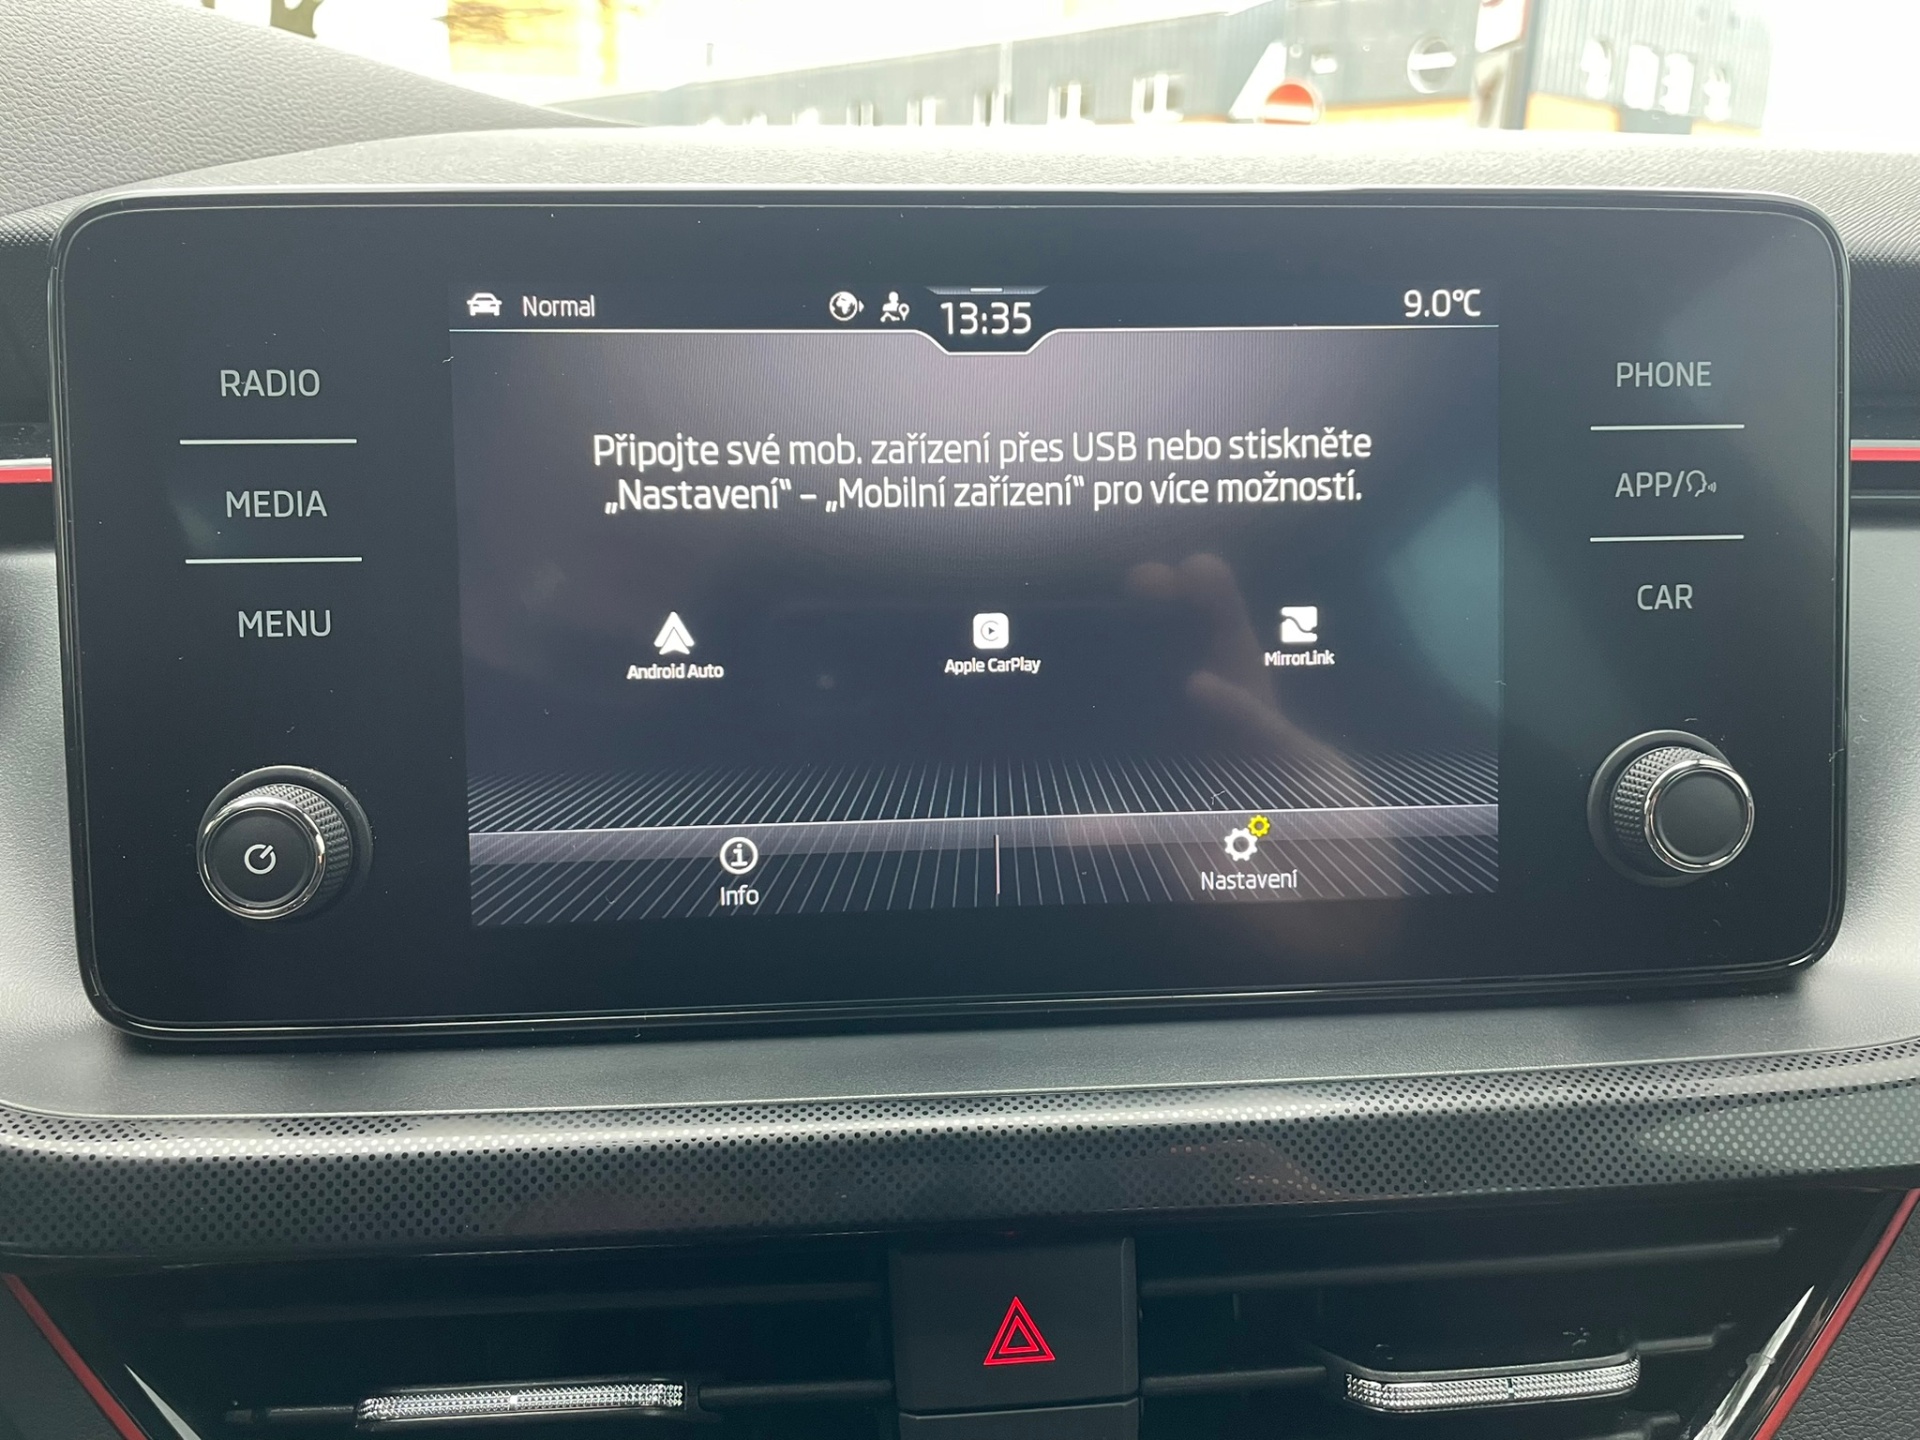 Normal
13:35
9.0°C
RADIO
MEDIA
MENU
PHONE
APP/
CAR
Připojte své mob. zařízení přes USB nebo stiskněte
„Nastavení“ – „Mobilní zařízení“ pro více možností.
Android Auto
Apple CarPlay
MirrorLink
Info
Nastavení